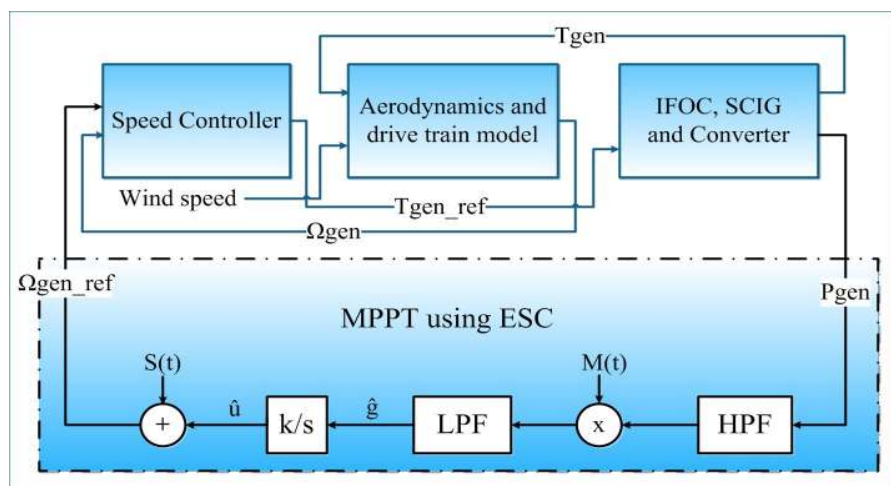 Tgen
Speed Controller
Aerodynamics and
drive train model
IFOC, SCIG
and Converter
Wind speed
Tgen_ref
Ωgen
Ωgen_ref
Pgen
MPPT using ESC
S(t)
M(t)
+
û
k/s
ĝ
LPF
x
HPF